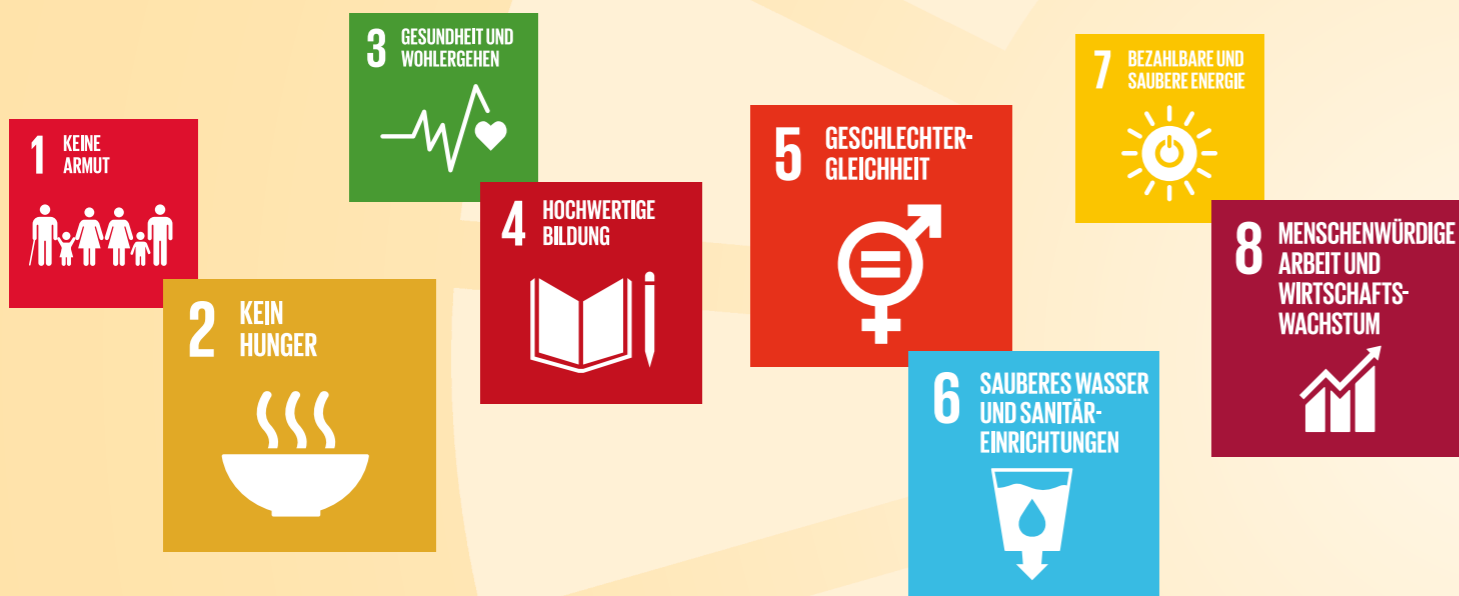 1 KEINE
ARMUT
2 KEIN
HUNGER
3 GESUNDHEIT UND
WOHLERGEHEN
4 HOCHWERTIGE
BILDUNG
5 GESCHLECHTER-
GLEICHHEIT
6 SAUBERES WASSER
UND SANITÄR-
EINRICHTUNGEN
7 BEZAHLBARE UND
SAUBERE ENERGIE
8 MENSCHENWÜRDIGE
ARBEIT UND
WIRTSCHAFTS-
WACHSTUM